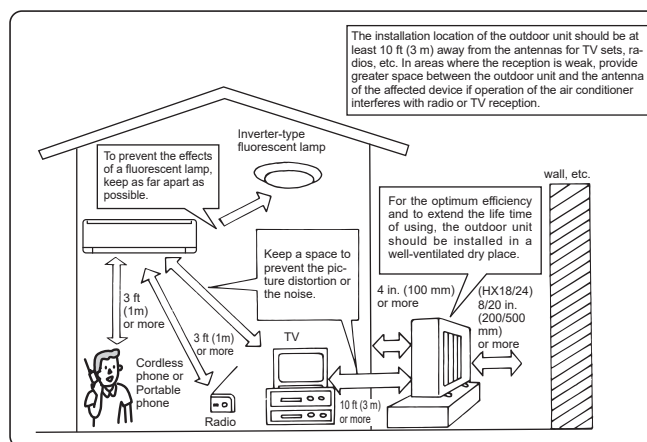 The installation location of the outdoor unit should be at
least 10 ft (3 m) away from the antennas for TV sets, ra-
dios, etc. In areas where the reception is weak, provide
greater space between the outdoor unit and the antenna
of the affected device if operation of the air conditioner
interferes with radio or TV reception.
Inverter-type
fluorescent lamp
To prevent the effects
of a fluorescent lamp,
keep as far apart as
possible.
wall, etc.
For the optimum efficiency
and to extend the life time
of using, the outdoor unit
should be installed in a
well-ventilated dry place.
Keep a space to
prevent the pic-
ture distortion or
the noise.
4 in. (100 mm)
or more
(HX18/24)
8/20 in.
(200/500
mm)
or more
3 ft
(1m)
or more
3 ft (1m)
or more
TV
Cordless
phone or
Portable
phone
Radio
10 ft (3 m)
or more